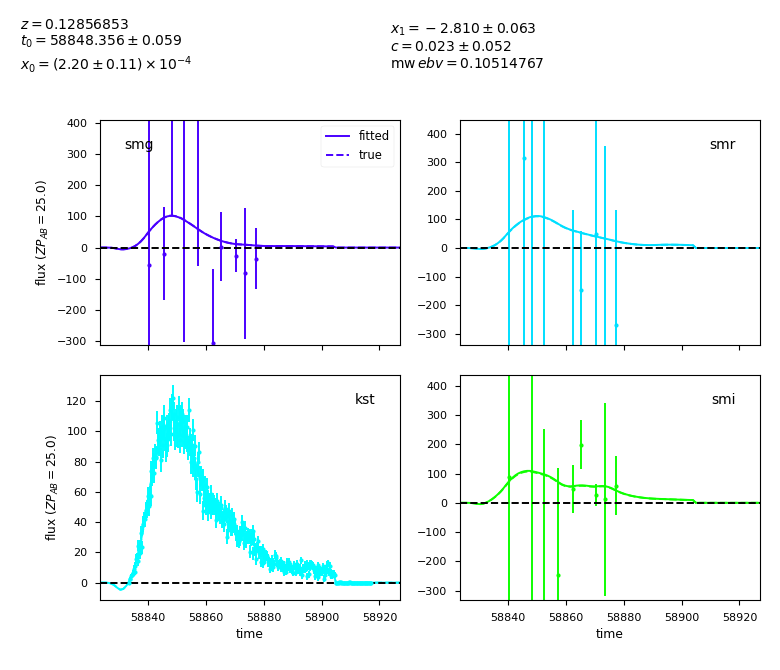 z = 0.12856853
t0 = 58848.356 ± 0.059
x0 = (2.20 ± 0.11) × 10⁻⁴
x1 = −2.810 ± 0.063
c = 0.023 ± 0.052
mw ebv = 0.10514767
smg
fitted
true
400
300
200
100
0
−100
−200
−300
flux (ZP_AB = 25.0)
smr
400
300
200
100
0
−100
−200
−300
kst
120
100
80
60
40
20
0
flux (ZP_AB = 25.0)
58840 58860 58880 58900 58920
time
smi
400
300
200
100
0
−100
−200
−300
58840 58860 58880 58900 58920
time